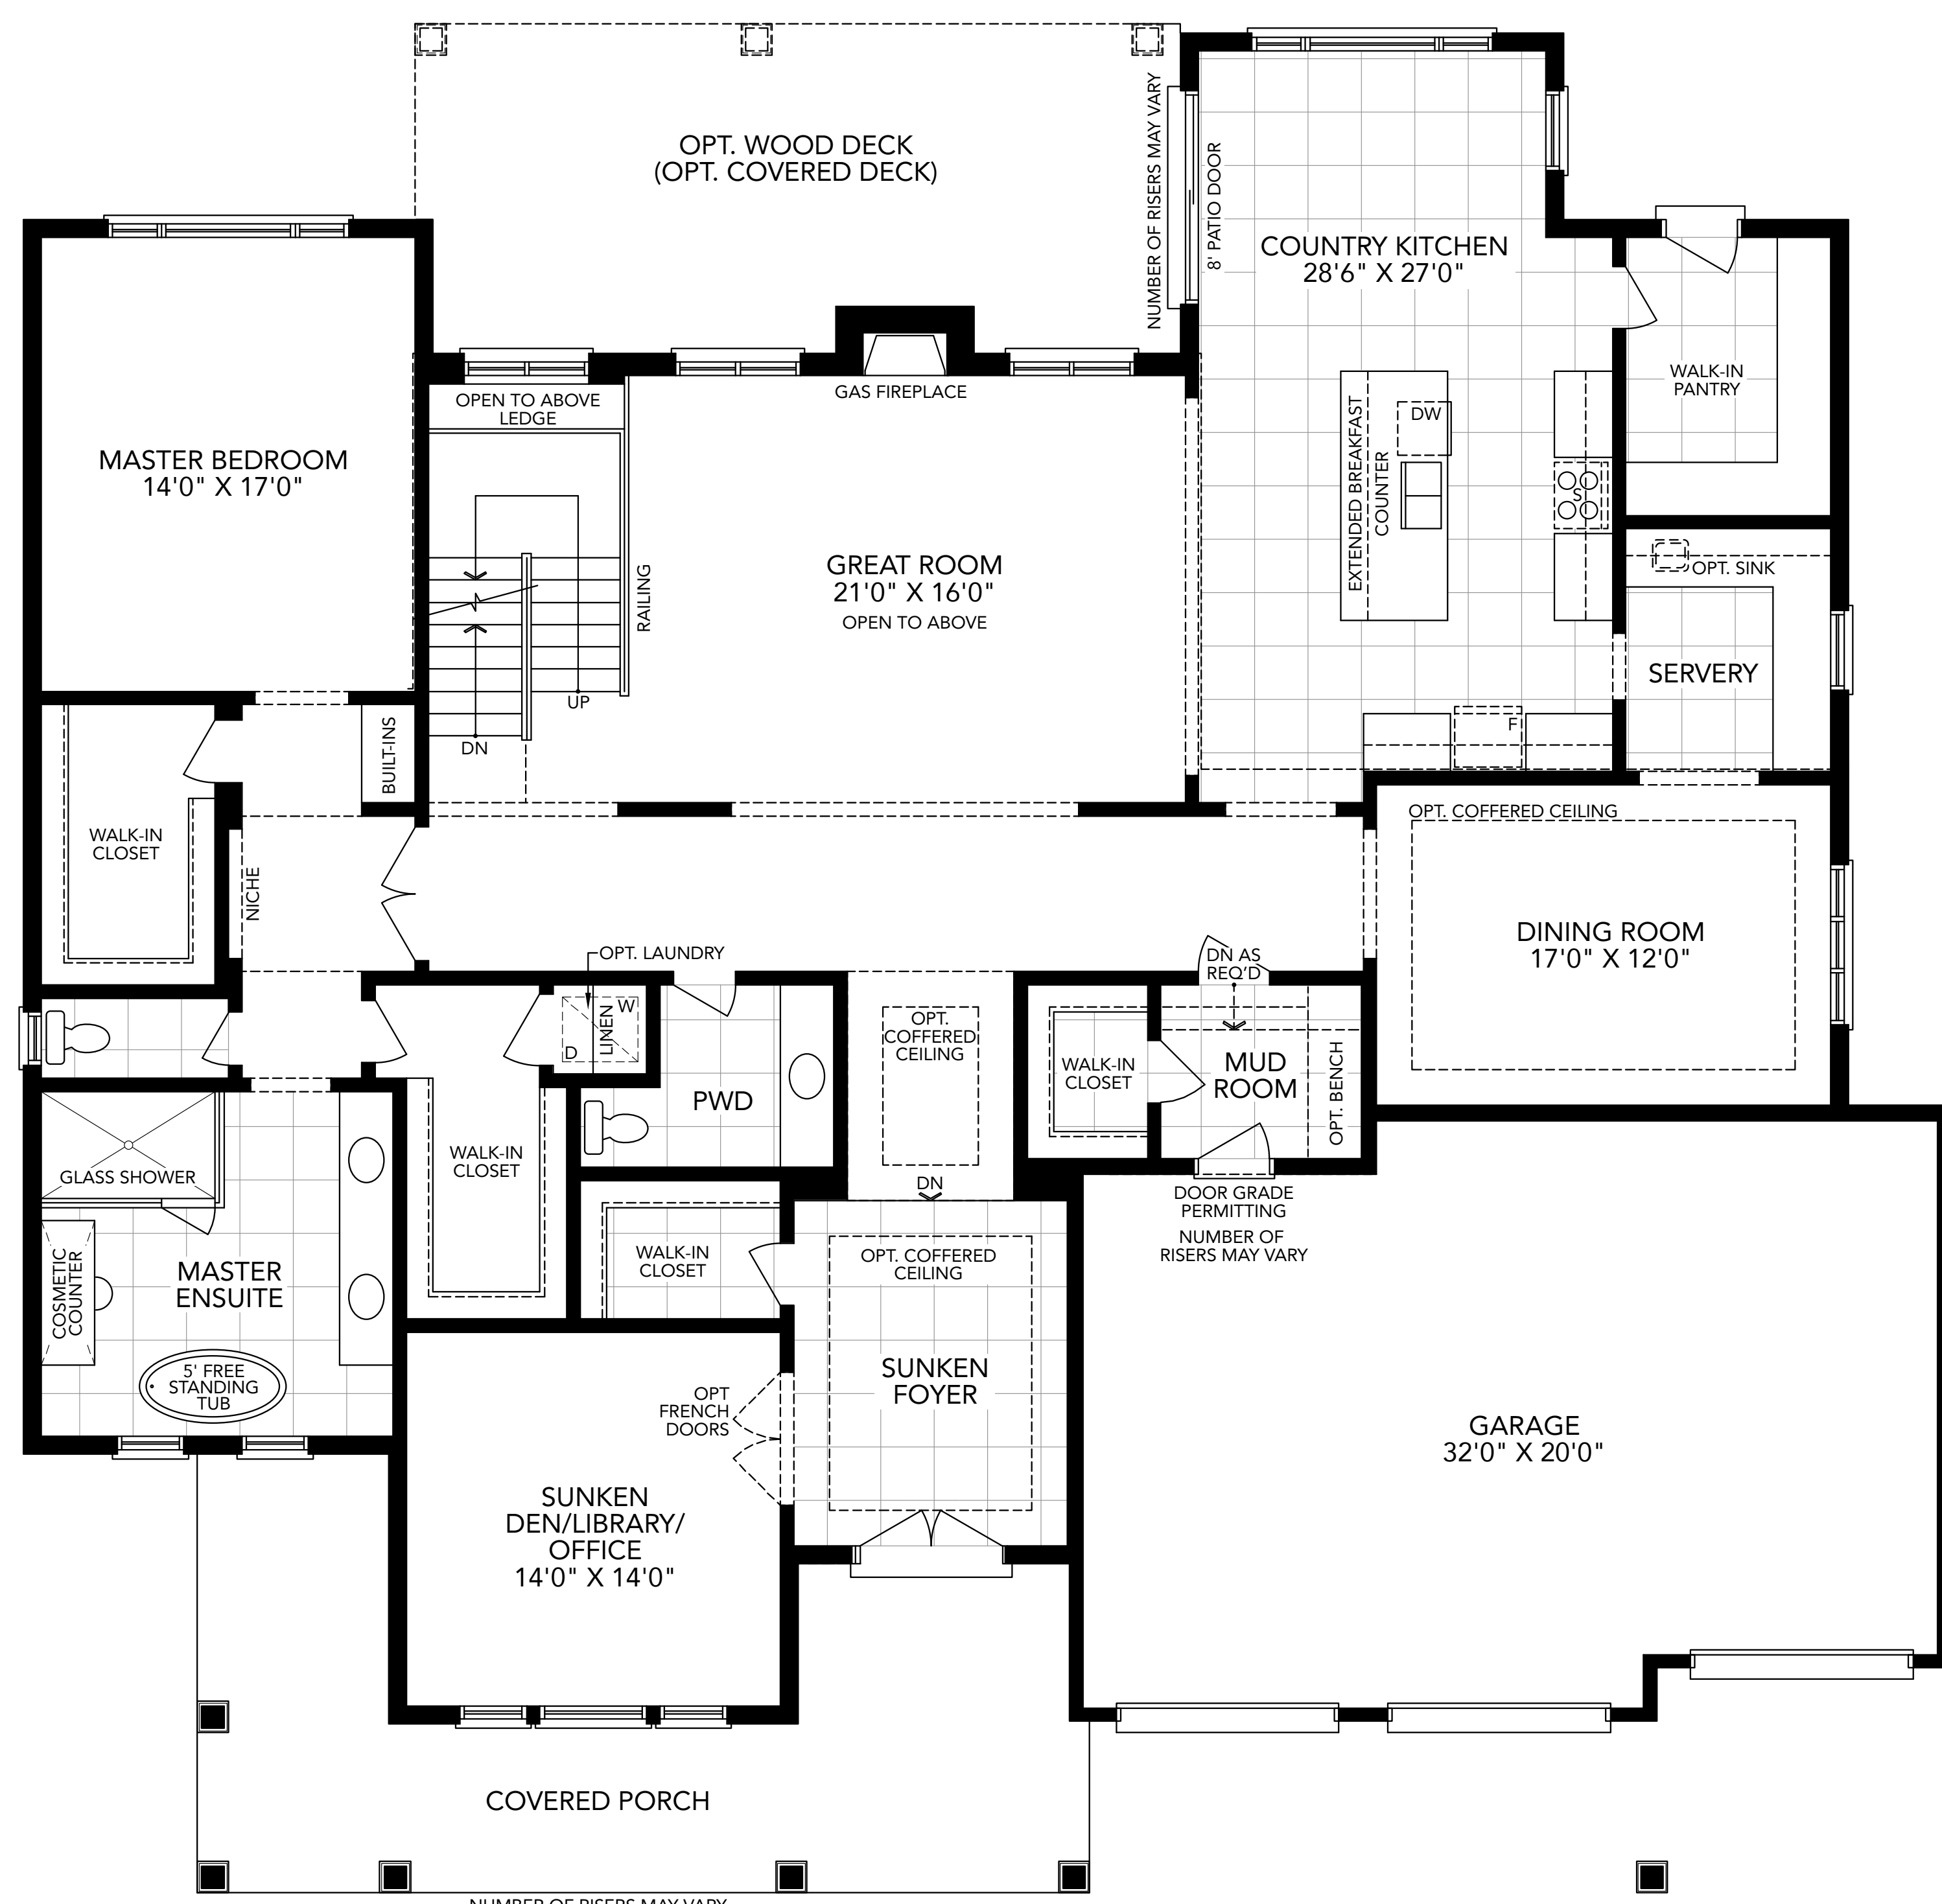 OPT. WOOD DECK
(OPT. COVERED DECK)
NUMBER OF RISERS MAY VARY
8' PATIO DOOR
COUNTRY KITCHEN
28'6" X 27'0"
WALK-IN
PANTRY
GAS FIREPLACE
OPEN TO ABOVE
LEDGE
MASTER BEDROOM
14'0" X 17'0"
EXTENDED BREAKFAST
COUNTER
DW
S
GREAT ROOM
21'0" X 16'0"
OPEN TO ABOVE
RAILING
UP
DN
OPT. SINK
SERVERY
F
BUILT-INS
WALK-IN
CLOSET
NICHE
OPT. COFFERED CEILING
DINING ROOM
17'0" X 12'0"
OPT. LAUNDRY
W
LINEN
D
PWD
OPT.
COFFERED
CEILING
DN
DN AS
REQ'D
WALK-IN
CLOSET
MUD
ROOM
OPT. BENCH
DOOR GRADE
PERMITTING
NUMBER OF
RISERS MAY VARY
GLASS SHOWER
WALK-IN
CLOSET
WALK-IN
CLOSET
OPT. COFFERED
CEILING
COSMETIC
COUNTER
MASTER
ENSUITE
5' FREE
STANDING
TUB
OPT
FRENCH
DOORS
SUNKEN
FOYER
GARAGE
32'0" X 20'0"
SUNKEN
DEN/LIBRARY/
OFFICE
14'0" X 14'0"
COVERED PORCH
NUMBER OF RISERS MAY VARY